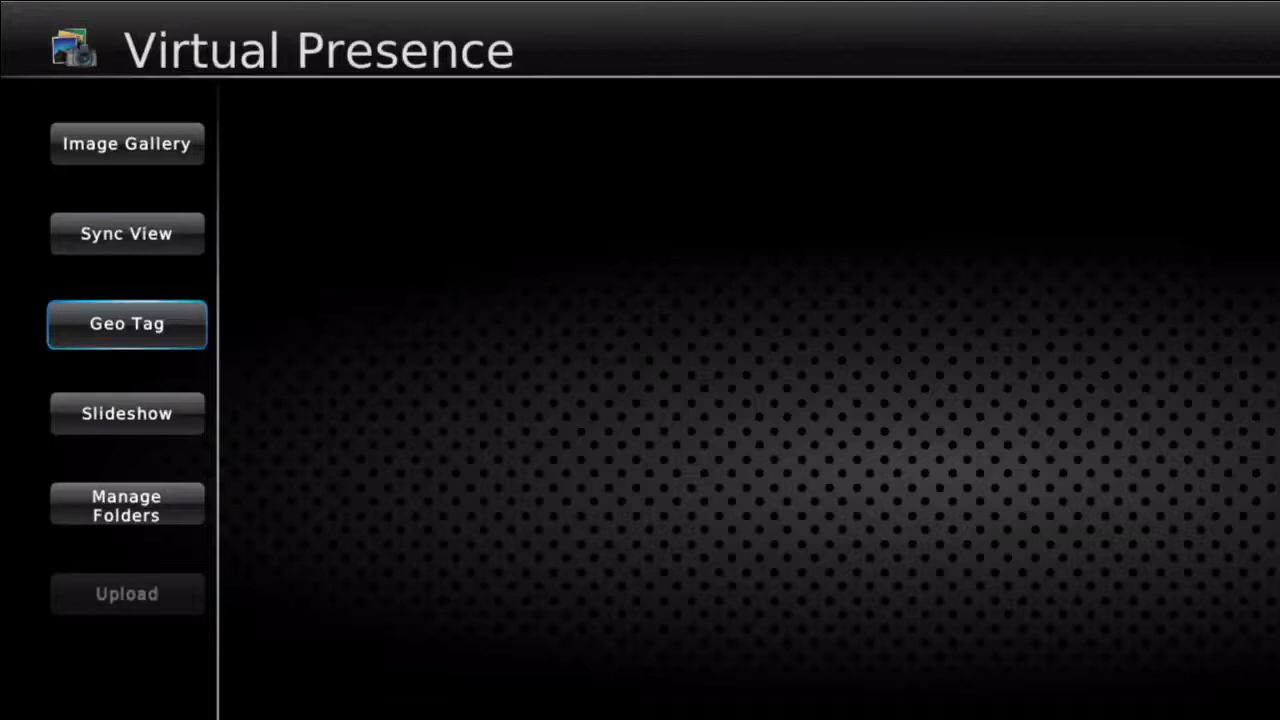 Virtual Presence
Image Gallery
Sync View
Geo Tag
Slideshow
Manage
Folders
Upload